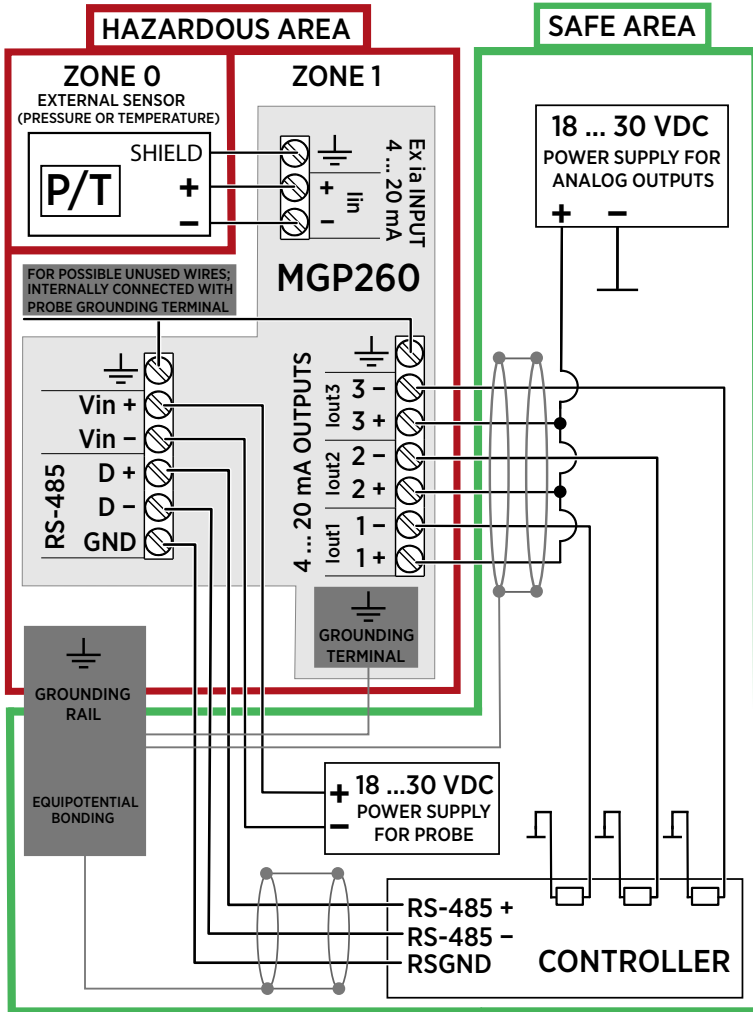 HAZARDOUS AREA
SAFE AREA
ZONE 0
EXTERNAL SENSOR
(PRESSURE OR TEMPERATURE)
SHIELD
P/T
+
−
ZONE 1
+
−
Iin
Ex ia INPUT
4 ... 20 mA
MGP260
18 ... 30 VDC
POWER SUPPLY FOR
ANALOG OUTPUTS
+ −
FOR POSSIBLE UNUSED WIRES;
INTERNALLY CONNECTED WITH
PROBE GROUNDING TERMINAL
Vin +
Vin −
RS-485
D +
D −
GND
4 ... 20 mA OUTPUTS
Iout3
3 −
3 +
Iout2
2 −
2 +
Iout1
1 −
1 +
GROUNDING
TERMINAL
GROUNDING
RAIL
EQUIPOTENTIAL
BONDING
+ 18 ...30 VDC
POWER SUPPLY
− FOR PROBE
RS-485 +
RS-485 −
RSGND
CONTROLLER